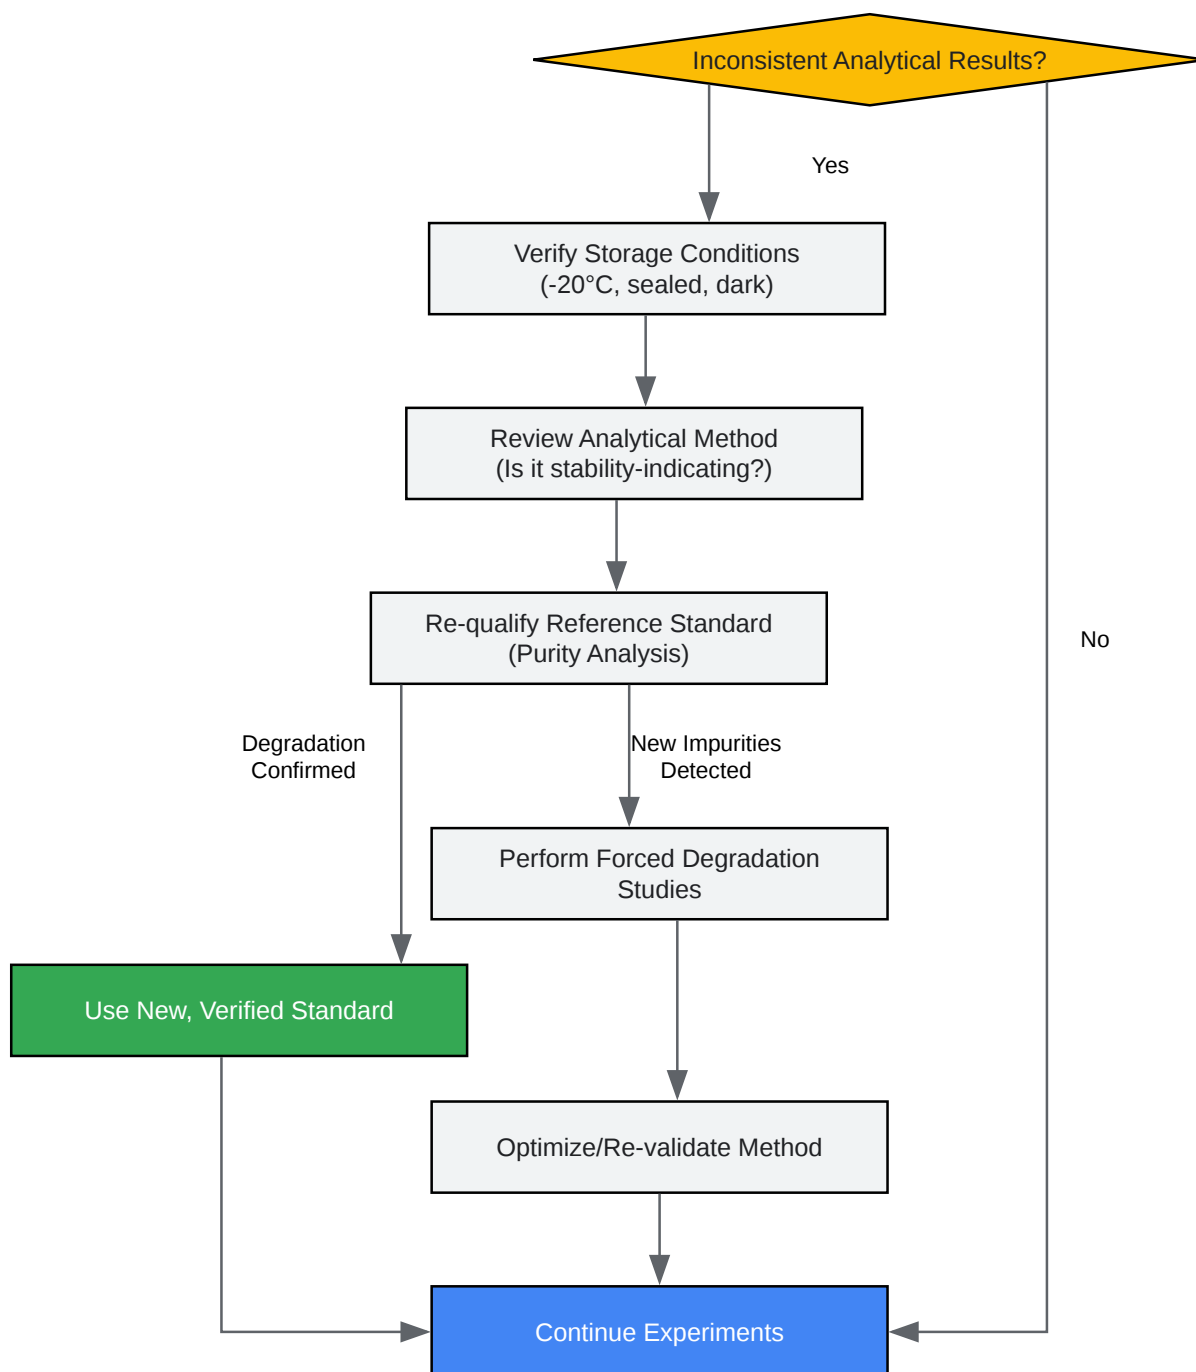 Inconsistent Analytical Results?
Yes
Verify Storage Conditions
(-20°C, sealed, dark)
Review Analytical Method
(Is it stability-indicating?)
Re-qualify Reference Standard
(Purity Analysis)
No
Degradation
Confirmed
New Impurities
Detected
Perform Forced Degradation
Studies
Use New, Verified Standard
Optimize/Re-validate Method
Continue Experiments